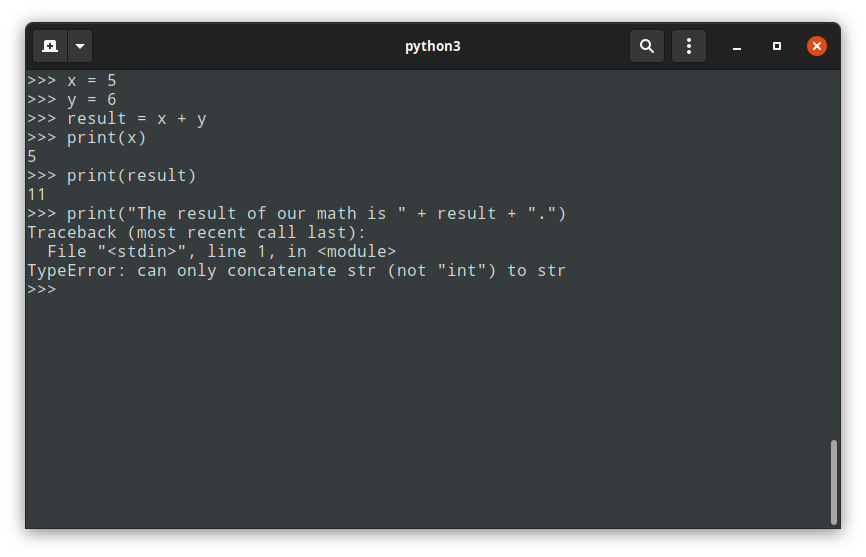 python3
>>> x = 5
>>> y = 6
>>> result = x + y
>>> print(x)
5
>>> print(result)
11
>>> print("The result of our math is " + result + ".")
Traceback (most recent call last):
  File "<stdin>", line 1, in <module>
TypeError: can only concatenate str (not "int") to str
>>>